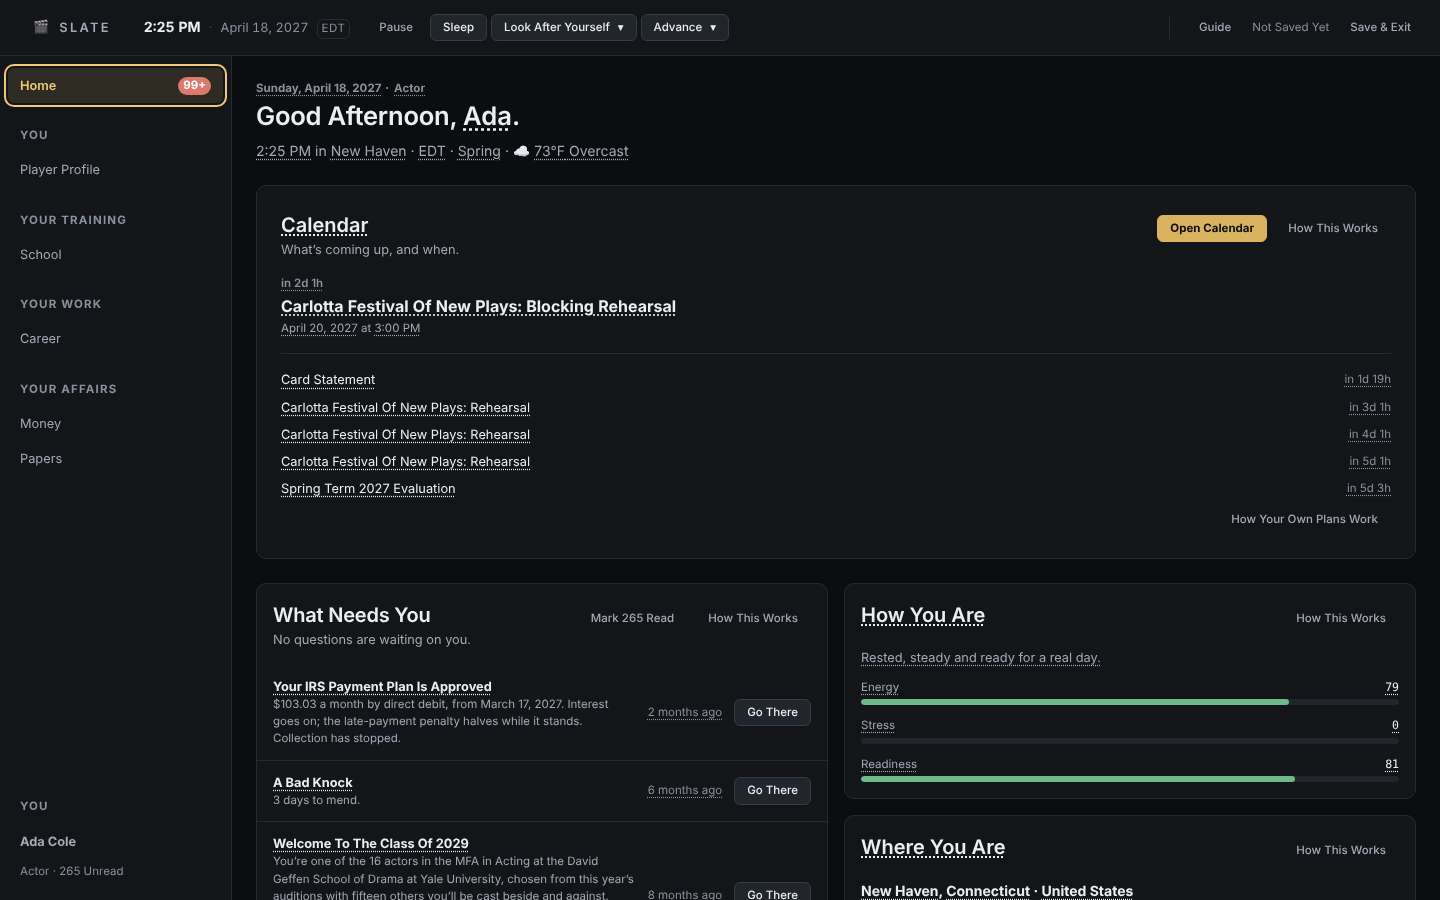 SLATE
2:25 PM · April 18, 2027 EDT
Pause
Sleep
Look After Yourself ▾
Advance ▾
Guide
Not Saved Yet
Save & Exit
Home
99+
YOU
Player Profile
YOUR TRAINING
School
YOUR WORK
Career
YOUR AFFAIRS
Money
Papers
YOU
Ada Cole
Actor · 265 Unread
Sunday, April 18, 2027 · Actor
Good Afternoon, Ada.
2:25 PM in New Haven · EDT · Spring · 73°F Overcast
Calendar
What's coming up, and when.
Open Calendar
How This Works
in 2d 1h
Carlotta Festival Of New Plays: Blocking Rehearsal
April 20, 2027 at 3:00 PM
Card Statement in 1d 19h
Carlotta Festival Of New Plays: Rehearsal in 3d 1h
Carlotta Festival Of New Plays: Rehearsal in 4d 1h
Carlotta Festival Of New Plays: Rehearsal in 5d 1h
Spring Term 2027 Evaluation in 5d 3h
How Your Own Plans Work
What Needs You
Mark 265 Read
How This Works
No questions are waiting on you.
Your IRS Payment Plan Is Approved
$103.03 a month by direct debit, from March 17, 2027. Interest
goes on; the late-payment penalty halves while it stands.
Collection has stopped.
2 months ago
Go There
A Bad Knock
3 days to mend.
6 months ago
Go There
Welcome To The Class Of 2029
You're one of the 16 actors in the MFA in Acting at the David
Geffen School of Drama at Yale University, chosen from this year's
auditions with fifteen others you'll be cast beside and against.
8 months ago
Go There
How You Are
How This Works
Rested, steady and ready for a real day.
Energy 79
Stress 0
Readiness 81
Where You Are
How This Works
New Haven, Connecticut · United States